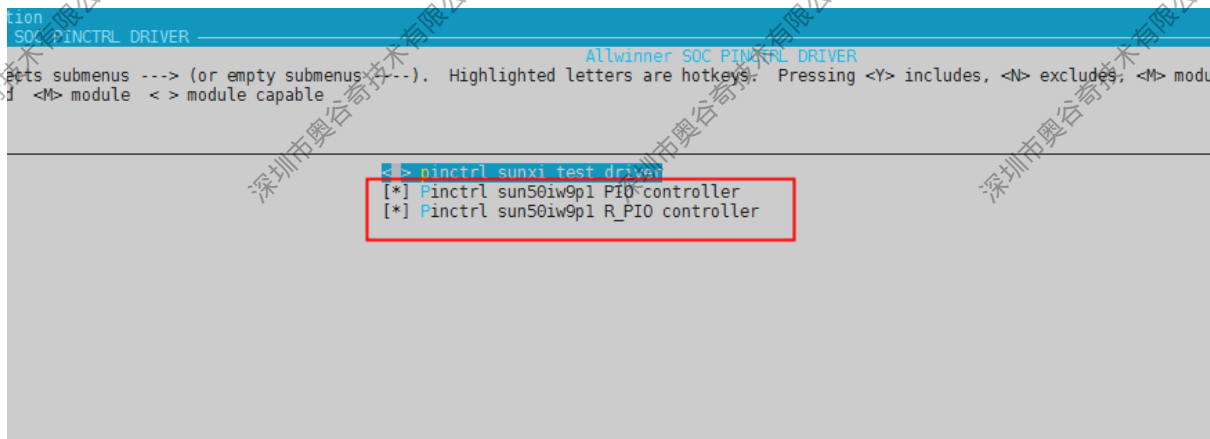 tion
SOC PINCTRL DRIVER
Allwinner SOC PINCTRL DRIVER
ects submenus ---> (or empty submenus ----). Highlighted letters are hotkeys. Pressing <Y> includes, <N> excludes, <M> modu
d <M> module < > module capable
< > pinctrl sunxi test driver
[*] Pinctrl sun50iw9p1 PIO controller
[*] Pinctrl sun50iw9p1 R_PIO controller
深圳市奥谷奇技术有限公
深圳市奥谷奇技术有限公
深圳市奥谷奇技术有限公